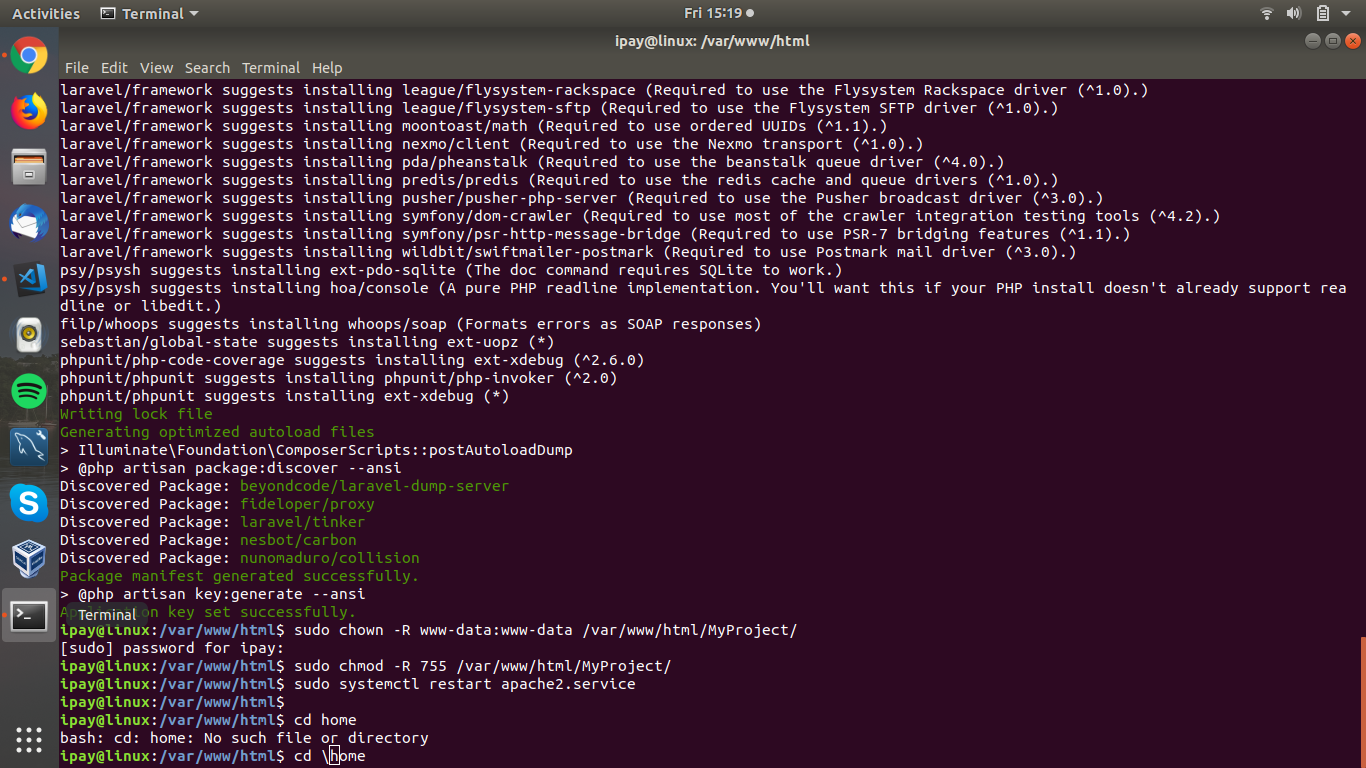 Activities
Terminal
Fri 15:19
ipay@linux: /var/www/html
File Edit View Search Terminal Help
laravel/framework suggests installing league/flysystem-rackspace (Required to use the Flysystem Rackspace driver (^1.0).)
laravel/framework suggests installing league/flysystem-sftp (Required to use the Flysystem SFTP driver (^1.0).)
laravel/framework suggests installing moontoast/math (Required to use ordered UUIDs (^1.1).)
laravel/framework suggests installing nexmo/client (Required to use the Nexmo transport (^1.0).)
laravel/framework suggests installing pda/pheanstalk (Required to use the beanstalk queue driver (^4.0).)
laravel/framework suggests installing predis/predis (Required to use the redis cache and queue drivers (^1.0).)
laravel/framework suggests installing pusher/pusher-php-server (Required to use the Pusher broadcast driver (^3.0).)
laravel/framework suggests installing symfony/dom-crawler (Required to use most of the crawler integration testing tools (^4.2).)
laravel/framework suggests installing symfony/psr-http-message-bridge (Required to use PSR-7 bridging features (^1.1).)
laravel/framework suggests installing wildbit/swiftmailer-postmark (Required to use Postmark mail driver (^3.0).)
psy/psysh suggests installing ext-pdo-sqlite (The doc command requires SQLite to work.)
psy/psysh suggests installing hoa/console (A pure PHP readline implementation. You'll want this if your PHP install doesn't already support rea
dline or libedit.)
filp/whoops suggests installing whoops/soap (Formats errors as SOAP responses)
sebastian/global-state suggests installing ext-uopz (*)
phpunit/php-code-coverage suggests installing ext-xdebug (^2.6.0)
phpunit/phpunit suggests installing phpunit/php-invoker (^2.0)
phpunit/phpunit suggests installing ext-xdebug (*)
Writing lock file
Generating optimized autoload files
> Illuminate\Foundation\ComposerScripts::postAutoloadDump
> @php artisan package:discover --ansi
Discovered Package: beyondcode/laravel-dump-server
Discovered Package: fideloper/proxy
Discovered Package: laravel/tinker
Discovered Package: nesbot/carbon
Discovered Package: nunomaduro/collision
Package manifest generated successfully.
> @php artisan key:generate --ansi
key set successfully.
Terminal
ipay@linux:/var/www/html$ sudo chown -R www-data:www-data /var/www/html/MyProject/
[sudo] password for ipay:
ipay@linux:/var/www/html$ sudo chmod -R 755 /var/www/html/MyProject/
ipay@linux:/var/www/html$ sudo systemctl restart apache2.service
ipay@linux:/var/www/html$
ipay@linux:/var/www/html$ cd home
bash: cd: home: No such file or directory
ipay@linux:/var/www/html$ cd \home